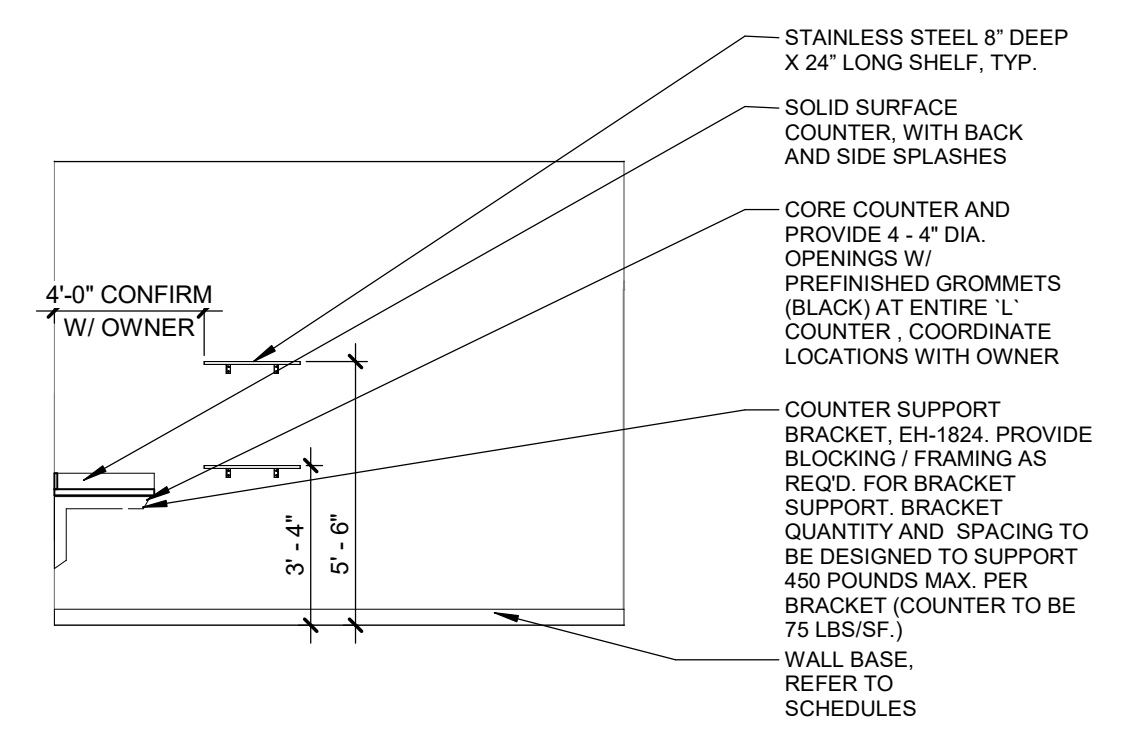 STAINLESS STEEL 8” DEEP
X 24” LONG SHELF, TYP.
SOLID SURFACE
COUNTER, WITH BACK
AND SIDE SPLASHES
CORE COUNTER AND
PROVIDE 4 - 4" DIA.
OPENINGS W/
PREFINISHED GROMMETS
(BLACK) AT ENTIRE `L`
COUNTER , COORDINATE
LOCATIONS WITH OWNER
COUNTER SUPPORT
BRACKET, EH-1824. PROVIDE
BLOCKING / FRAMING AS
REQ'D. FOR BRACKET
SUPPORT. BRACKET
QUANTITY AND SPACING TO
BE DESIGNED TO SUPPORT
450 POUNDS MAX. PER
BRACKET (COUNTER TO BE
75 LBS/SF.)
WALL BASE,
REFER TO
SCHEDULES
4'-0" CONFIRM
W/ OWNER
3' - 4"
5' - 6"